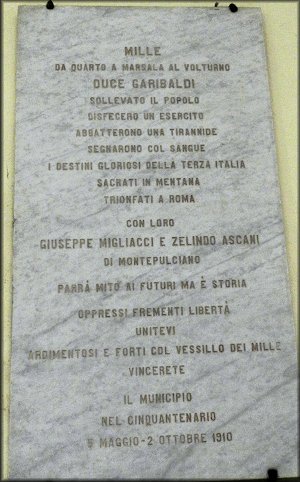 MILLE
DA QUARTO A MARSALA AL VOLTURNO
DUCE GARIBALDI
SOLLEVATO IL POPOLO
DISFECERO UN ESERCITO
ABBATTERONO UNA TIRANNIDE
SEGNARONO COL SANGUE
I DESTINI GLORIOSI DELLA TERZA ITALIA
SACRATI IN MENTANA
TRIONFATI A ROMA
CON LORO
GIUSEPPE MIGLIACCI E ZELINDO ASCANI
DI MONTEPULCIANO
PARRÀ MITO AI FUTURI MA È STORIA
OPPRESSI FREMENTI LIBERTÀ
UNITEVI
ARDIMENTOSI E FORTI COL VESSILLO DEI MILLE
VINCERETE
IL MUNICIPIO
NEL CINQUANTENARIO
5 MAGGIO-2 OTTOBRE 1910